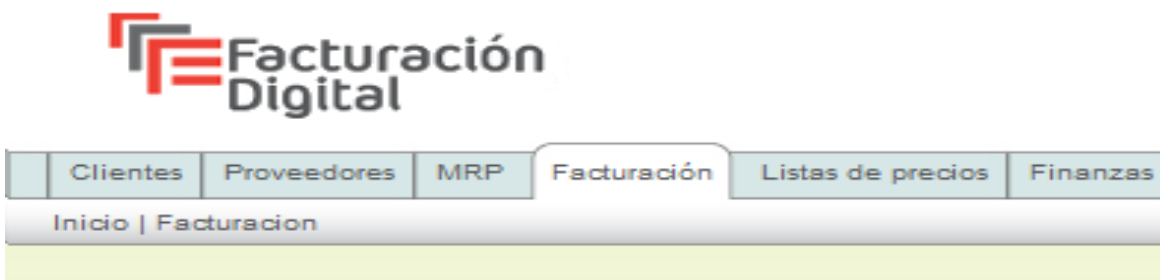 Facturación
Digital
Clientes Proveedores MRP Facturación Listas de precios Finanzas
Inicio | Facturacion